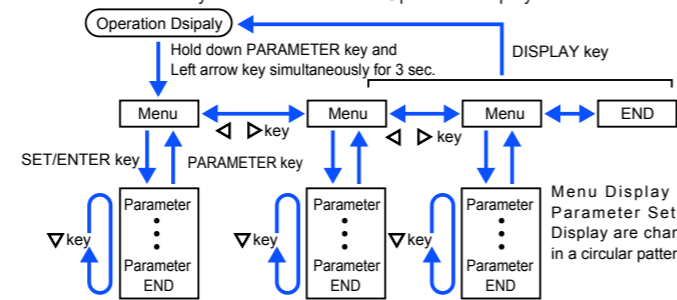 Operation Dsipaly
Hold down PARAMETER key and
Left arrow key simultaneously for 3 sec.
DISPLAY key
Menu
Menu
Menu
END
key
key
SET/ENTER key
PARAMETER key
Parameter
Parameter
END
key
Parameter
Parameter
END
key
Parameter
Parameter
END
key
Menu Display
Parameter Set
Display are
in a circular